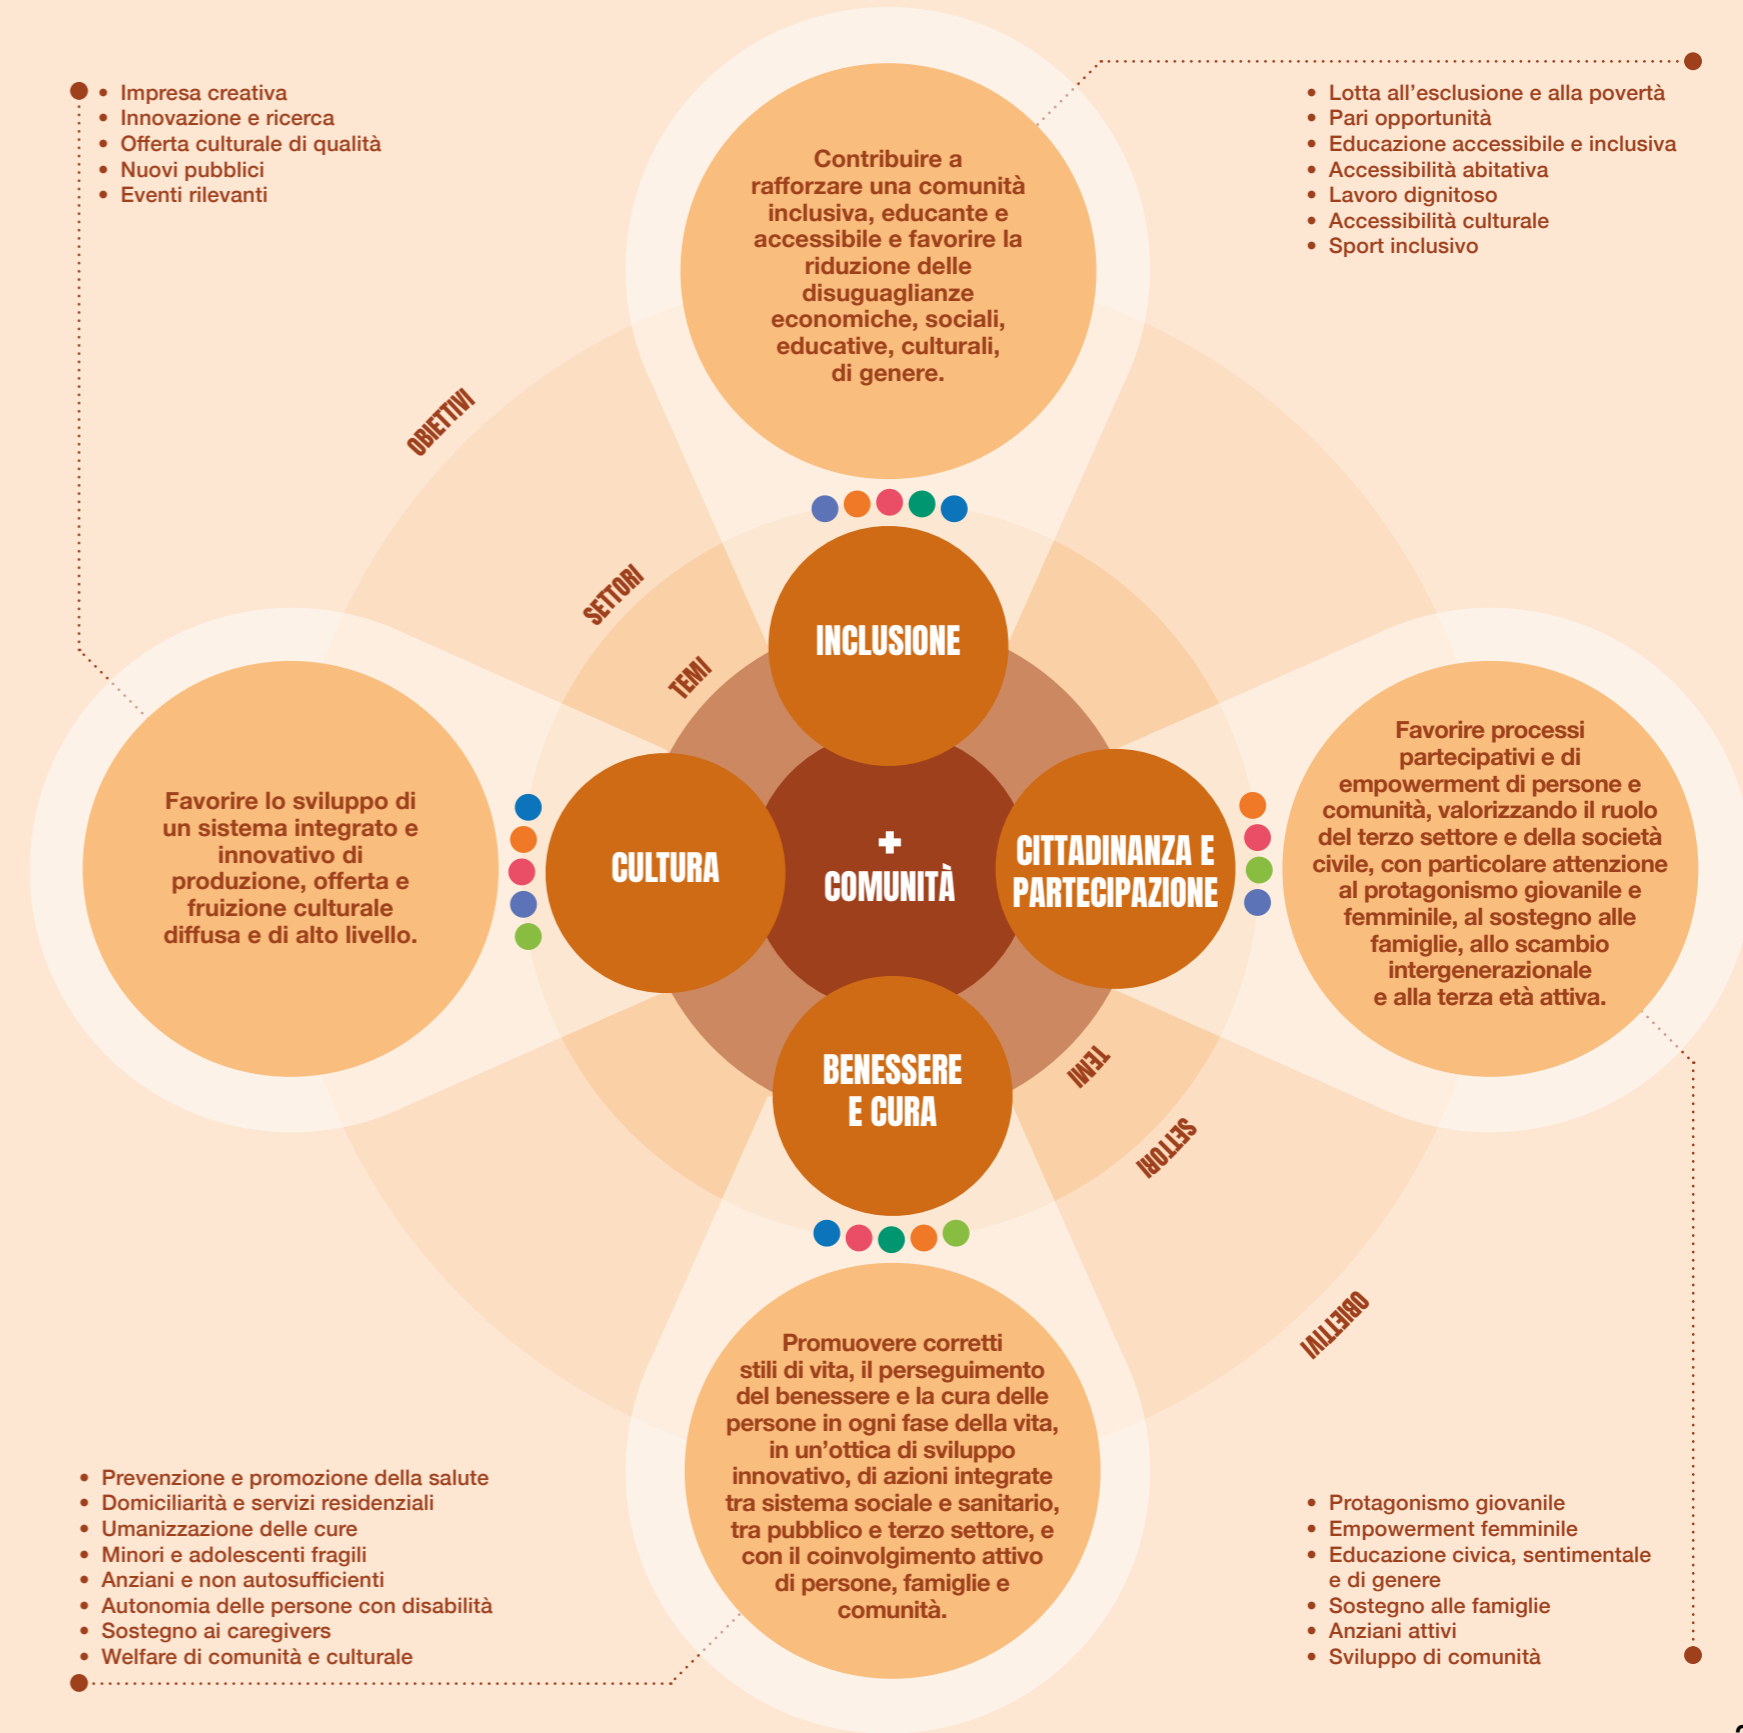 • Impresa creativa
• Innovazione e ricerca
• Offerta culturale di qualità
• Nuovi pubblici
• Eventi rilevanti
Contribuire a
rafforzare una comunità
inclusiva, educante e
accessibile e favorire la
riduzione delle
disuguaglianze
economiche, sociali,
educative, culturali,
di genere.
• Lotta all’esclusione e alla povertà
• Pari opportunità
• Educazione accessibile e inclusiva
• Accessibilità abitativa
• Lavoro dignitoso
• Accessibilità culturale
• Sport inclusivo
OBIETTIVI
SETTORI
TEMI
INCLUSIONE
Favorire lo sviluppo di
un sistema integrato e
innovativo di
produzione, offerta e
fruizione culturale
diffusa e di alto livello.
CULTURA
+
COMUNITÀ
CITTADINANZA E
PARTECIPAZIONE
Favorire processi
partecipativi e di
empowerment di persone e
comunità, valorizzando il ruolo
del terzo settore e della società
civile, con particolare attenzione
al protagonismo giovanile e
femminile, al sostegno alle
famiglie, allo scambio
intergenerazionale
e alla terza età attiva.
BENESSERE
E CURA
TEMI
SETTORI
OBIETTIVI
Promuovere corretti
stili di vita, il perseguimento
del benessere e la cura delle
persone in ogni fase della vita,
in un’ottica di sviluppo
innovativo, di azioni integrate
tra sistema sociale e sanitario,
tra pubblico e terzo settore, e
con il coinvolgimento attivo
di persone, famiglie e
comunità.
• Prevenzione e promozione della salute
• Domiciliarità e servizi residenziali
• Umanizzazione delle cure
• Minori e adolescenti fragili
• Anziani e non autosufficienti
• Autonomia delle persone con disabilità
• Sostegno ai caregivers
• Welfare di comunità e culturale
• Protagonismo giovanile
• Empowerment femminile
• Educazione civica, sentimentale
e di genere
• Sostegno alle famiglie
• Anziani attivi
• Sviluppo di comunità